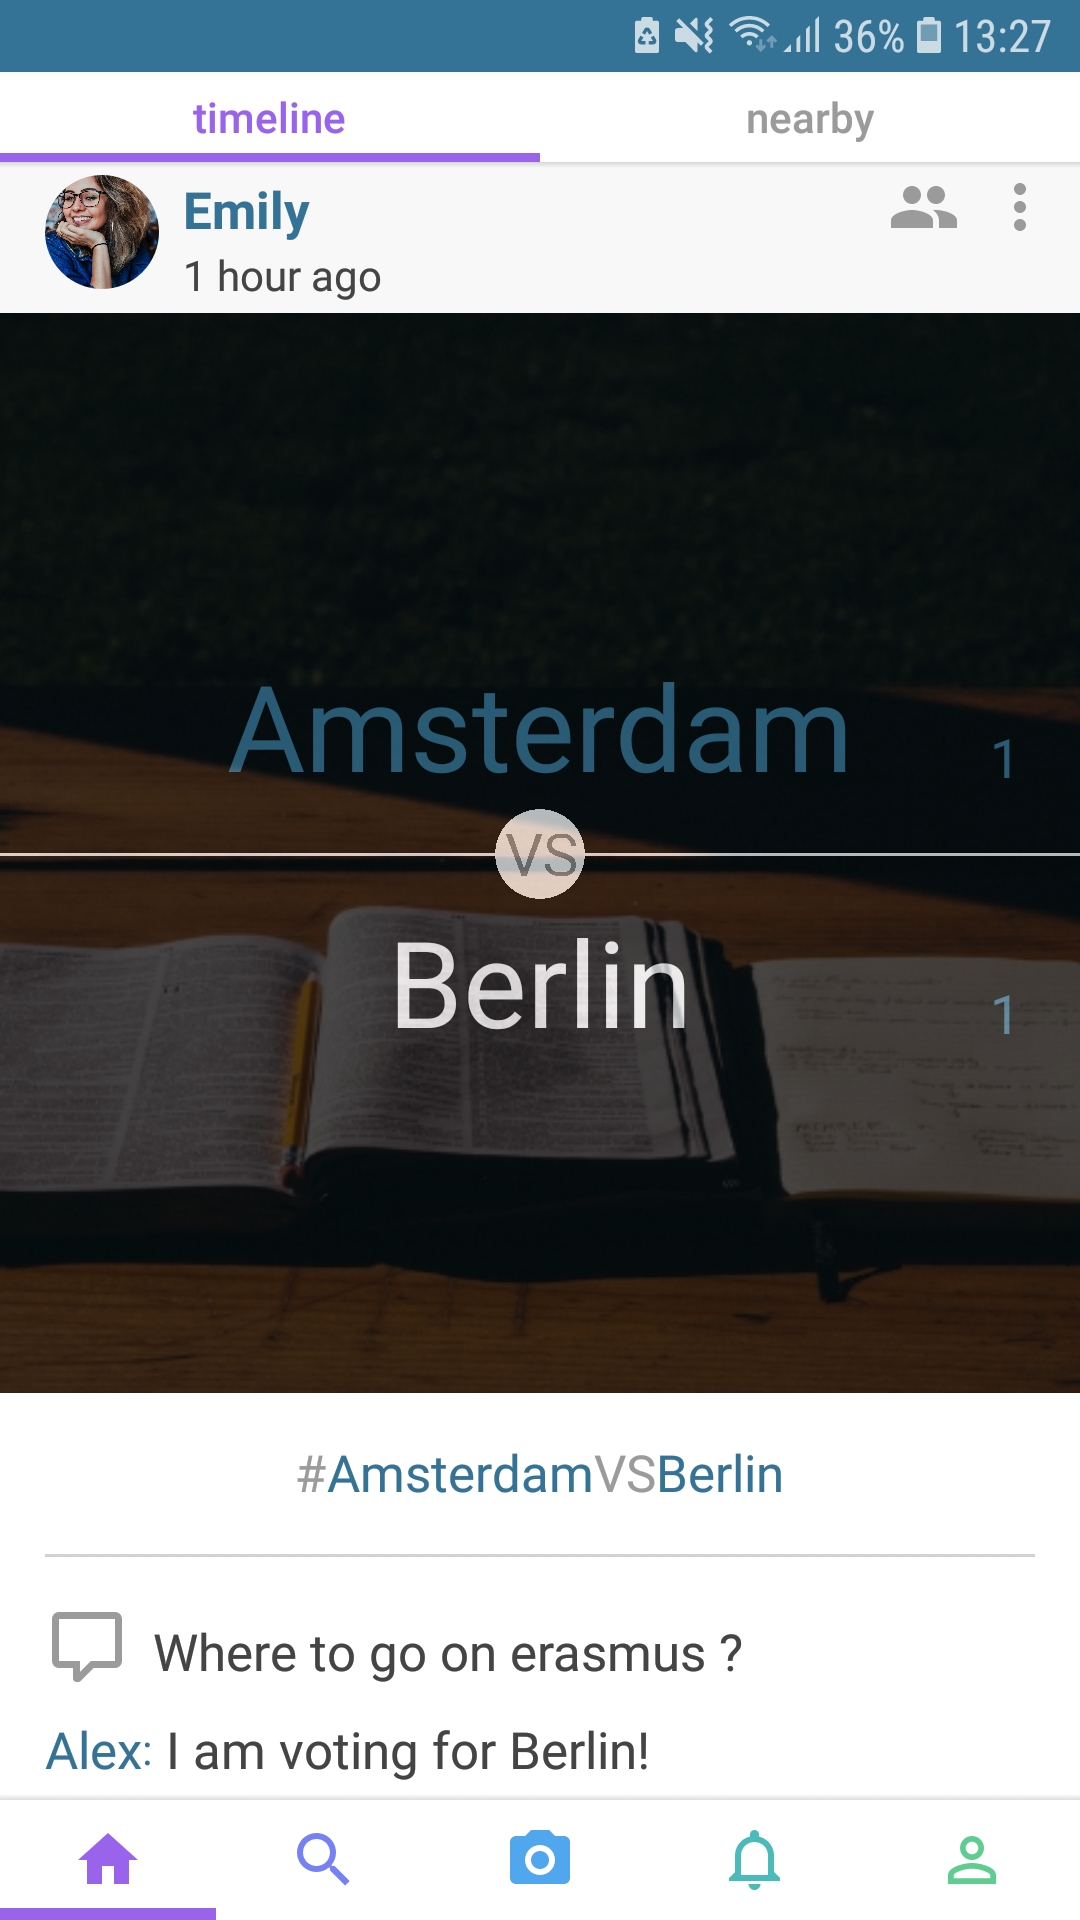 36% 13:27
timeline nearby
Emily
1 hour ago
Amsterdam 1
VS
Berlin 1
#AmsterdamVSBerlin
Where to go on erasmus ?
Alex: I am voting for Berlin!